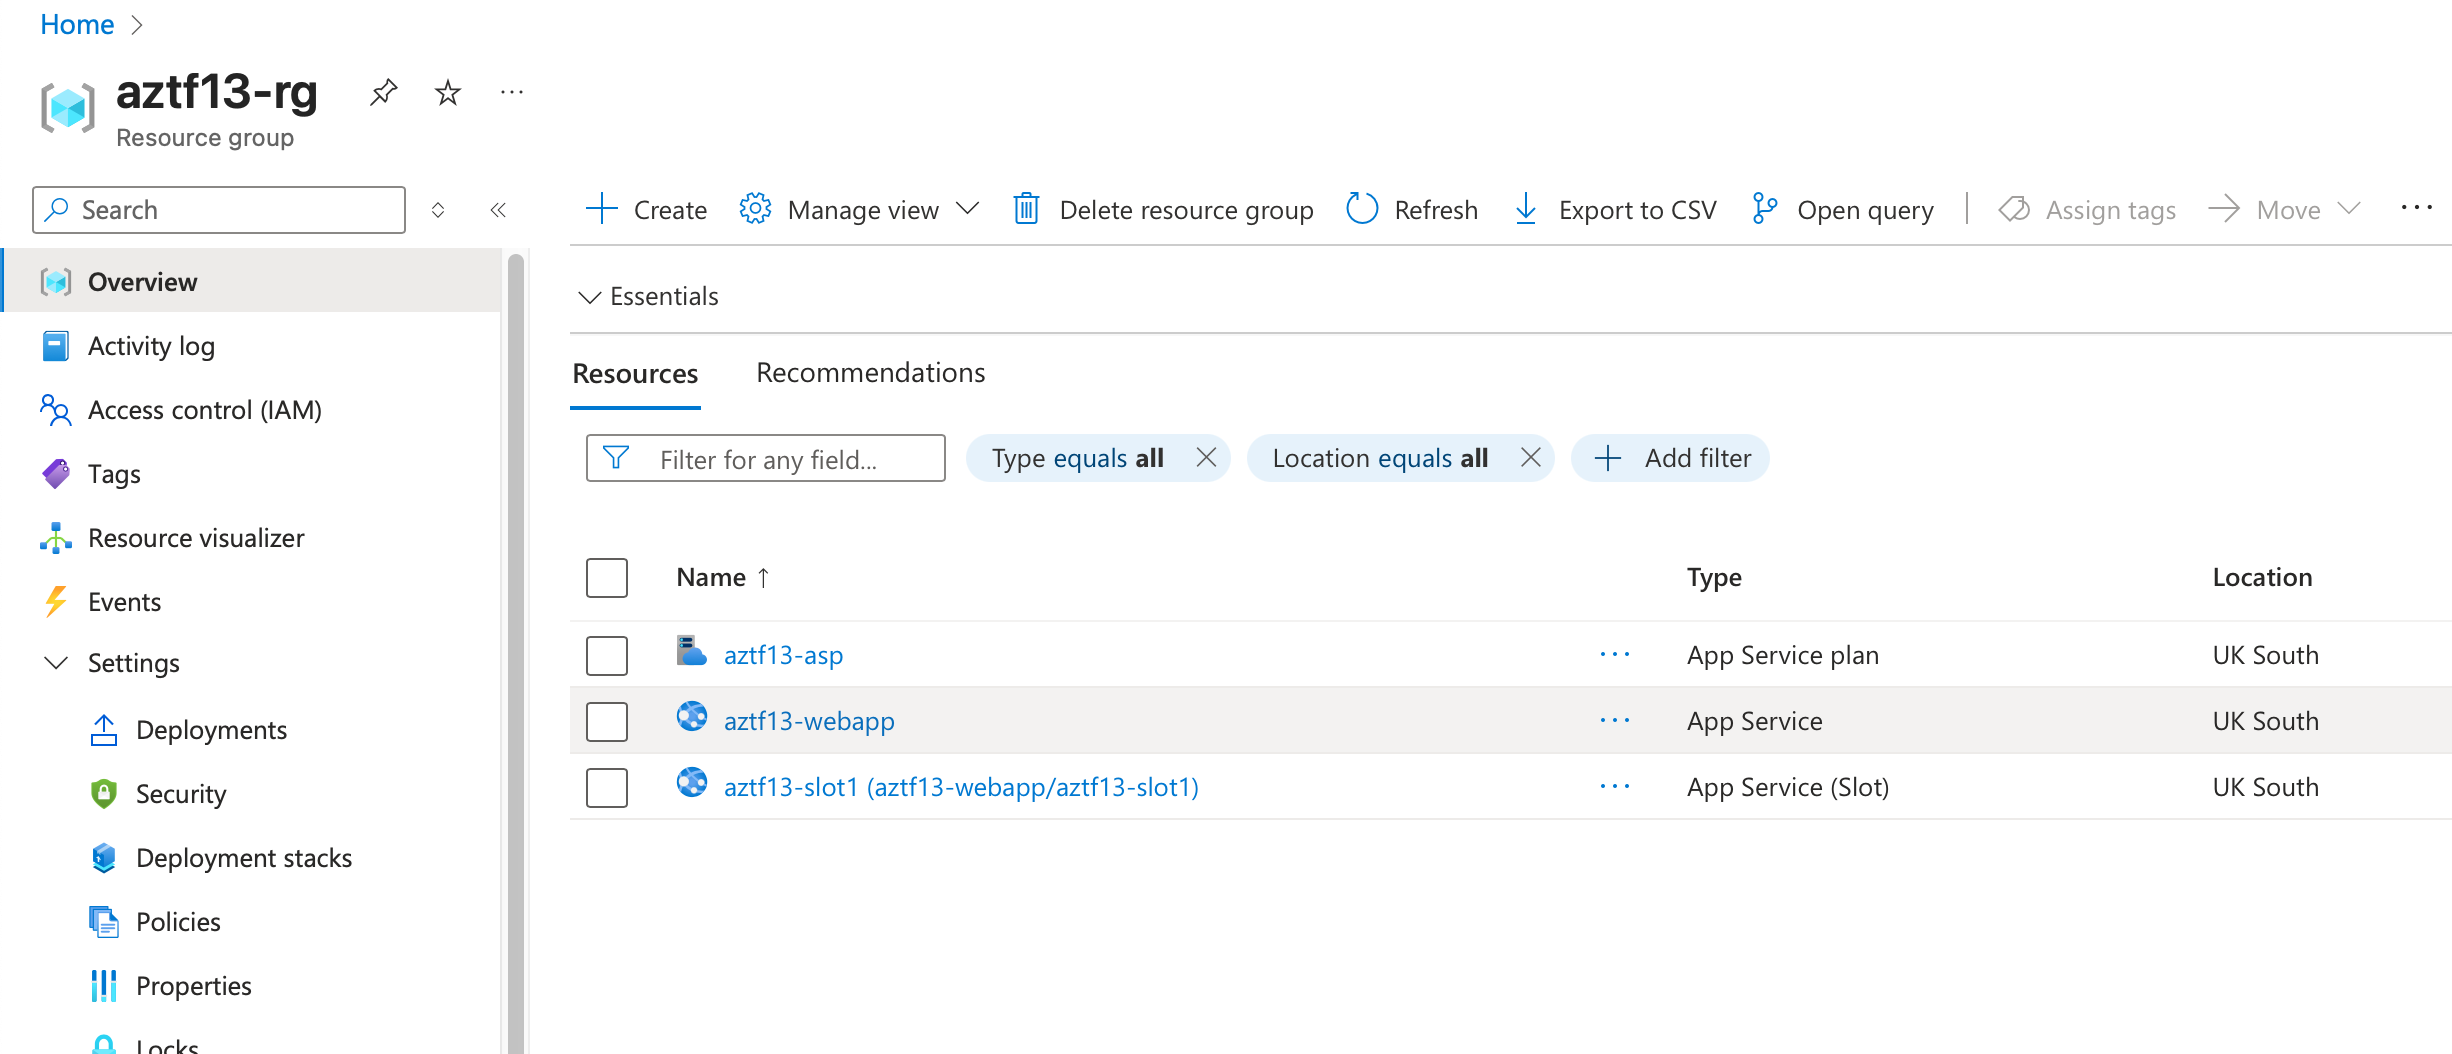 Home
aztf13-rg
Resource group
Search
Create
Manage view
Delete resource group
Refresh
Export to CSV
Open query
Assign tags
Move
Overview
Activity log
Access control (IAM)
Tags
Resource visualizer
Events
Settings
Deployments
Security
Deployment stacks
Policies
Properties
Locks
Essentials
Resources Recommendations
Filter for any field... Type equals all Location equals all Add filter
Name ↑ Type Location
aztf13-asp ... App Service plan UK South
aztf13-webapp ... App Service UK South
aztf13-slot1 (aztf13-webapp/aztf13-slot1) ... App Service (Slot) UK South